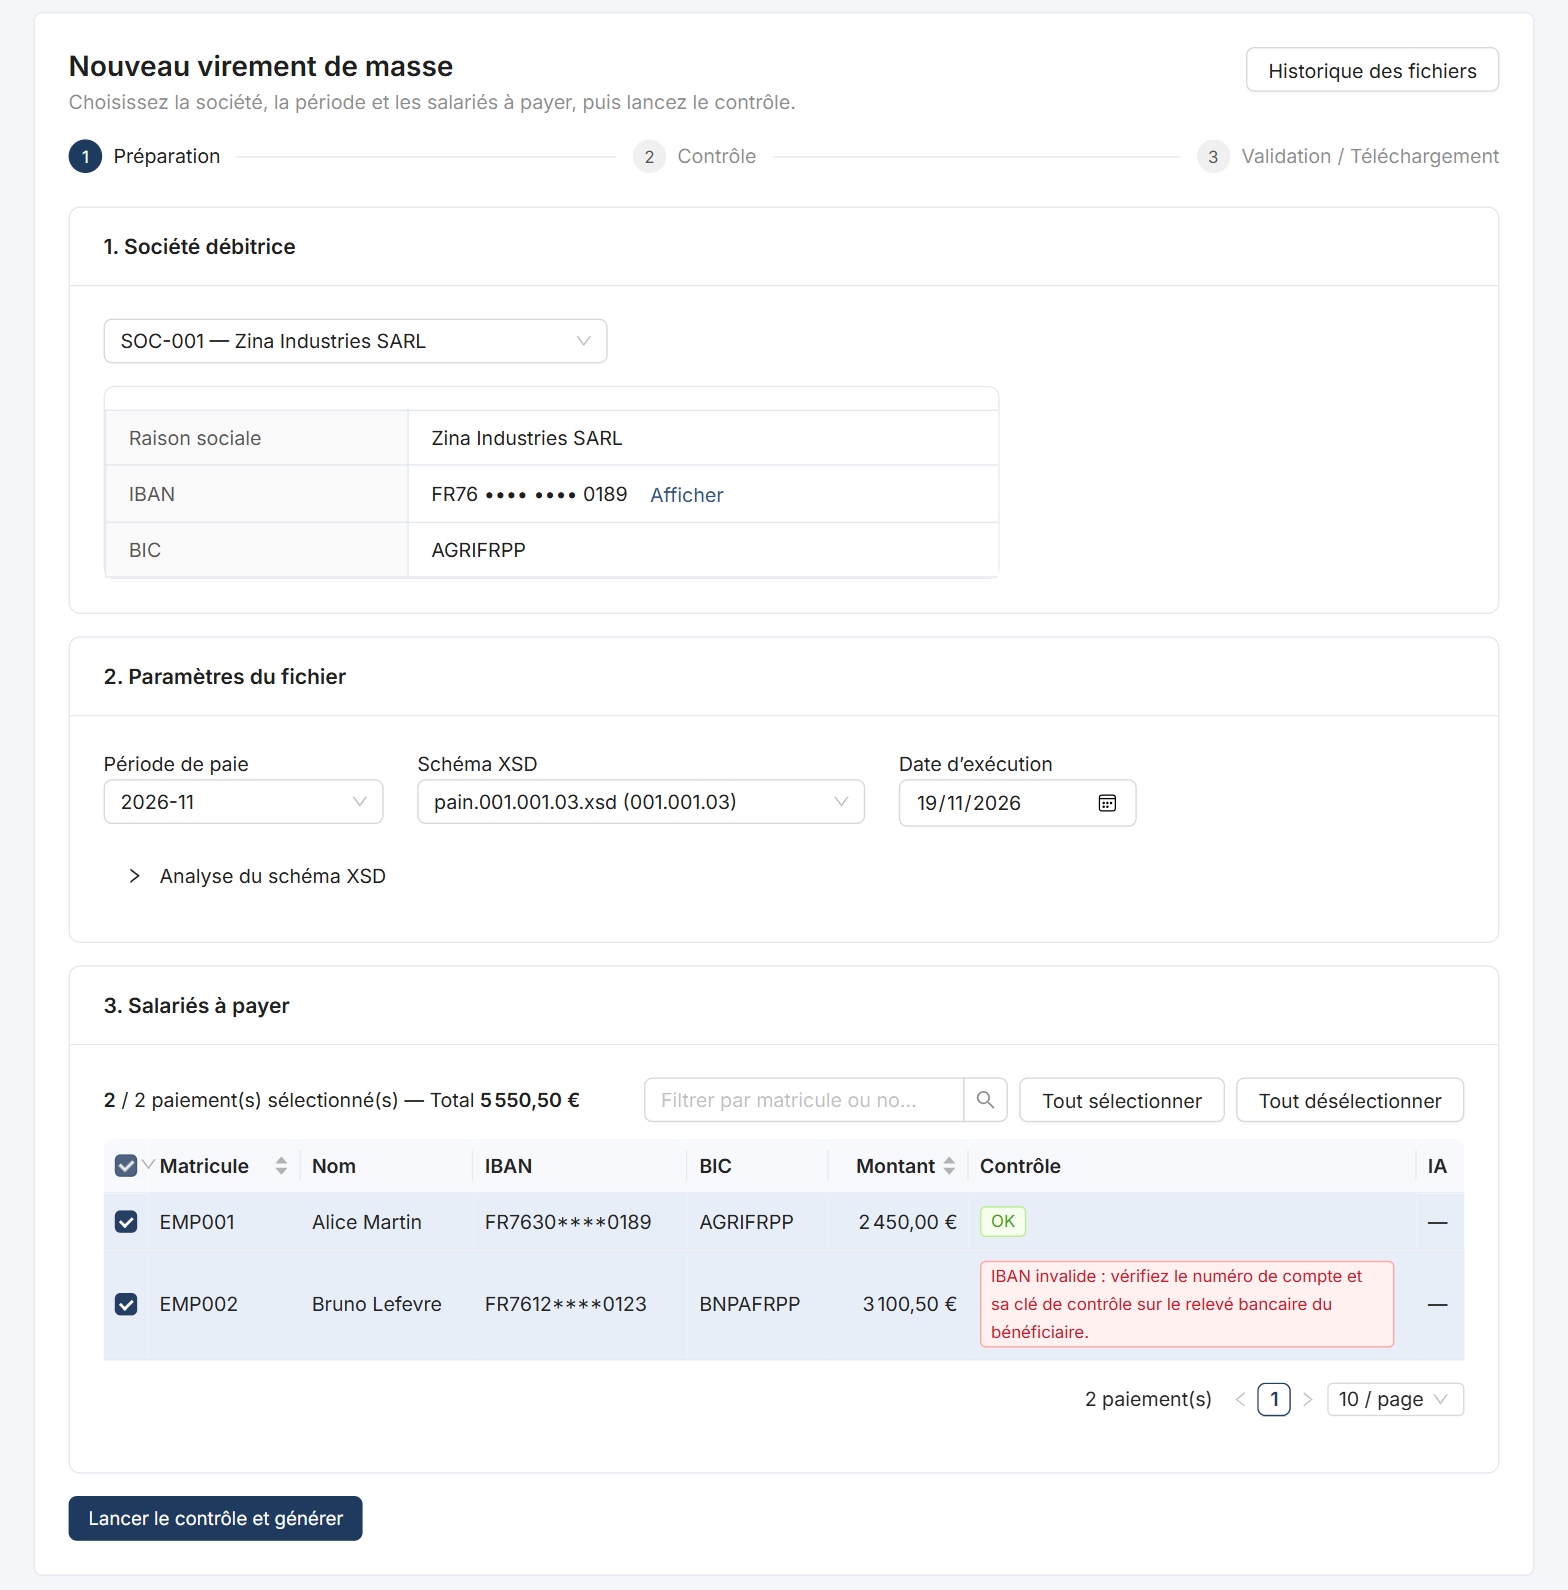 Nouveau virement de masse
Historique des fichiers
Choisissez la société, la période et les salariés à payer, puis lancez le contrôle.
1 Préparation
2 Contrôle
3 Validation / Téléchargement
1. Société débitrice
SOC-001 — Zina Industries SARL
Raison sociale Zina Industries SARL
IBAN FR76 •••• •••• 0189 Afficher
BIC AGRIFRPP
2. Paramètres du fichier
Période de paie Schéma XSD Date d’exécution
2026-11 pain.001.001.03.xsd (001.001.03) 19/11/2026
Analyse du schéma XSD
3. Salariés à payer
2 / 2 paiement(s) sélectionné(s) — Total 5 550,50 €
Filtrer par matricule ou no...
Tout sélectionner
Tout désélectionner
Matricule Nom IBAN BIC Montant Contrôle IA
EMP001 Alice Martin FR7630****0189 AGRIFRPP 2 450,00 € OK —
EMP002 Bruno Lefevre FR7612****0123 BNPAFRPP 3 100,50 € IBAN invalide : vérifiez le numéro de compte et
sa clé de contrôle sur le relevé bancaire du
bénéficiaire. —
2 paiement(s) < 1 > 10 / page
Lancer le contrôle et générer